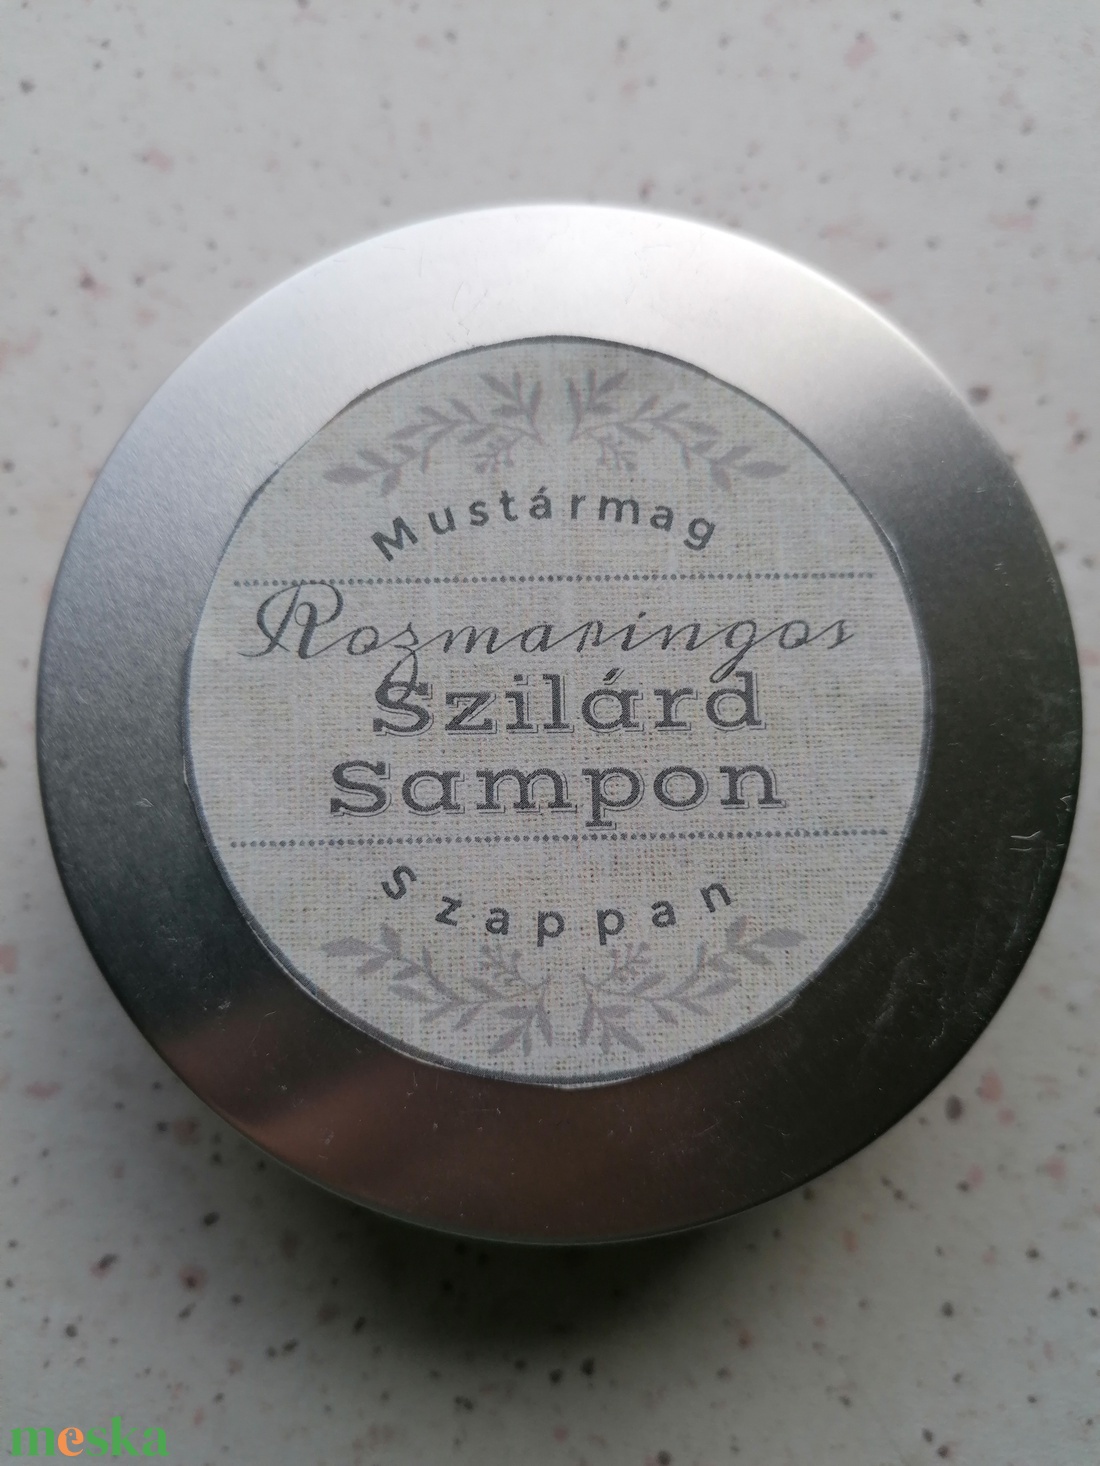 Mustármag
Rozmaringos
Szilárd
Sampon
Szappan
meska